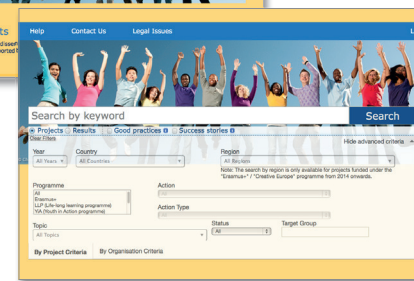 ts
Help Contact Us Legal Issues
L
Search by keyword Search
Projects Results Good practices Success stories
Clear Filters
Hide advanced criteria
Year Country Region
All Years All Countries All Regions
Note: The search by region is only available for projects funded under the
"Erasmus+" / "Creative Europe" programme from 2014 onwards.
Programme Action
All
Erasmus+
LLP (Life-long learning programme)
YiA (Youth in Action programme)
All
Action Type
All
Topic Status Target Group
All Topics All
By Project Criteria By Organisation Criteria